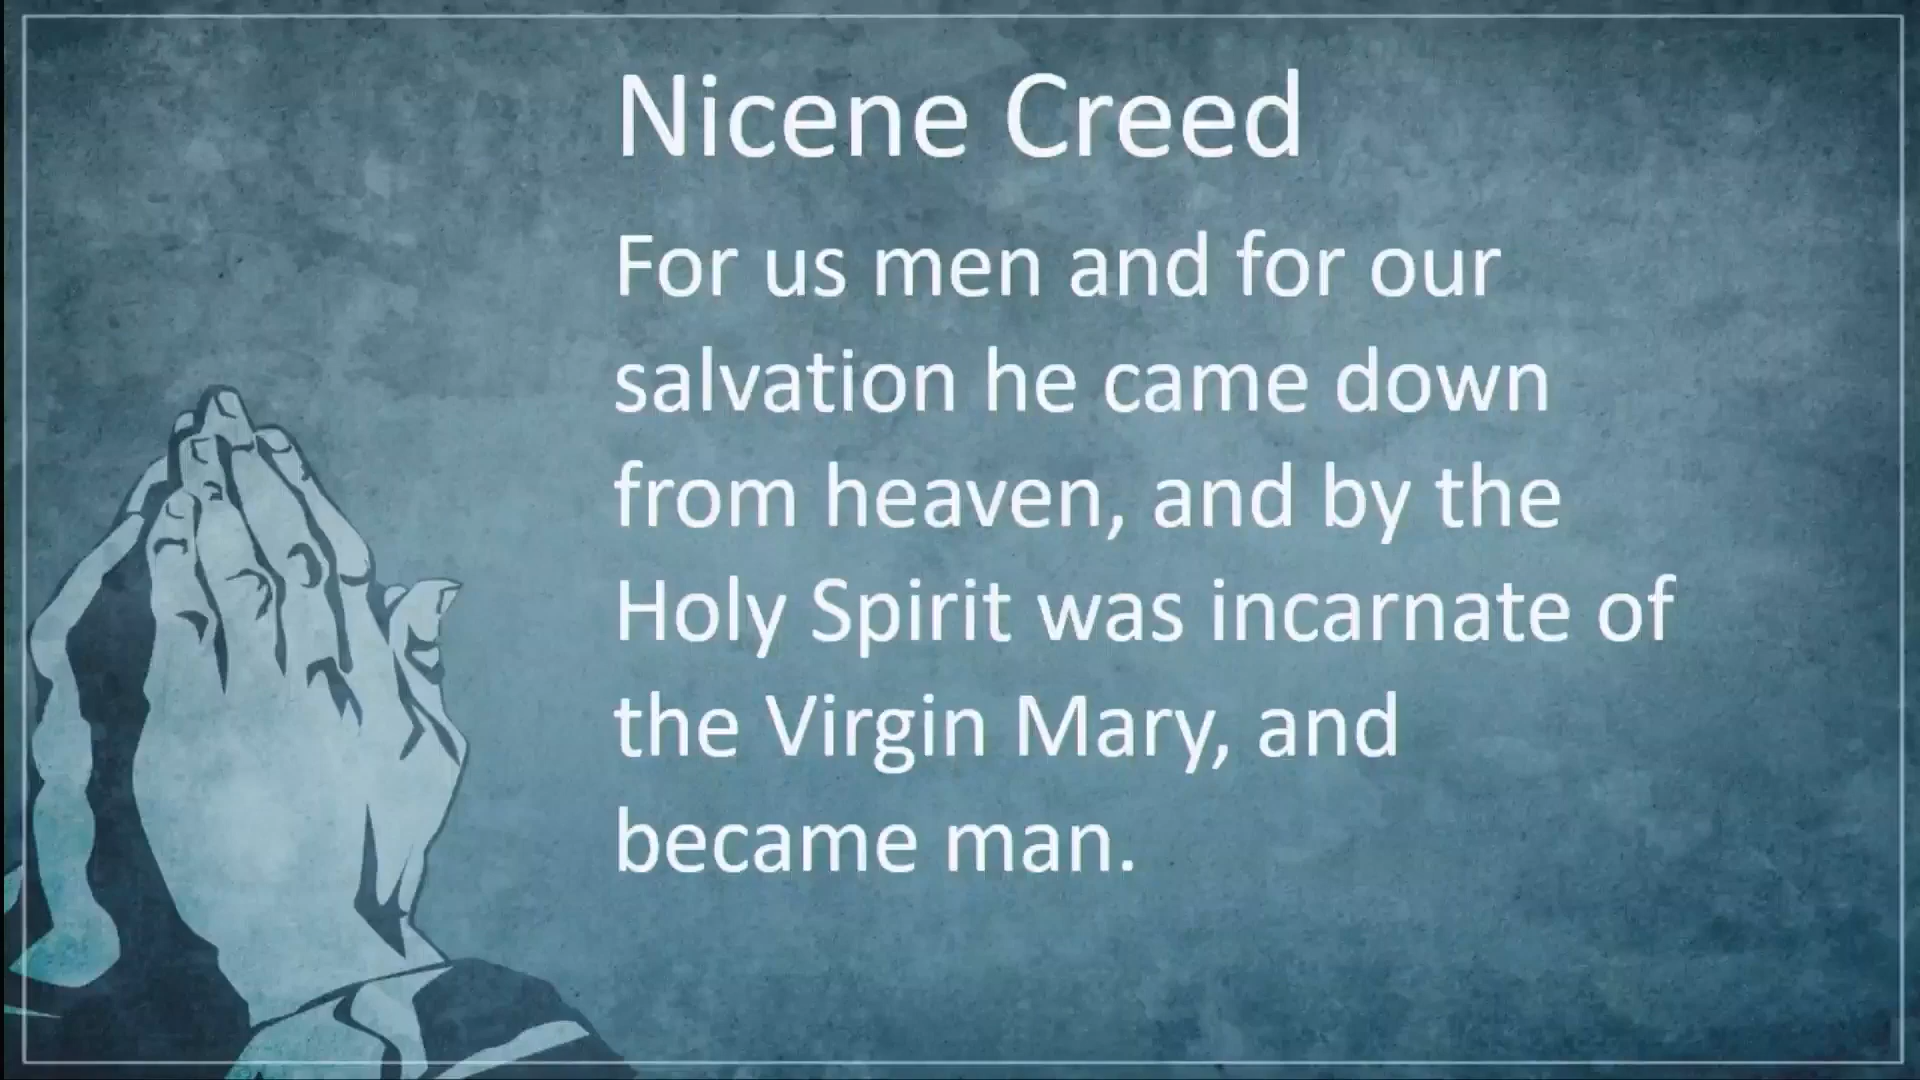 Nicene Creed
For us men and for our
salvation he came down
from heaven, and by the
Holy Spirit was incarnate of
the Virgin Mary, and
became man.